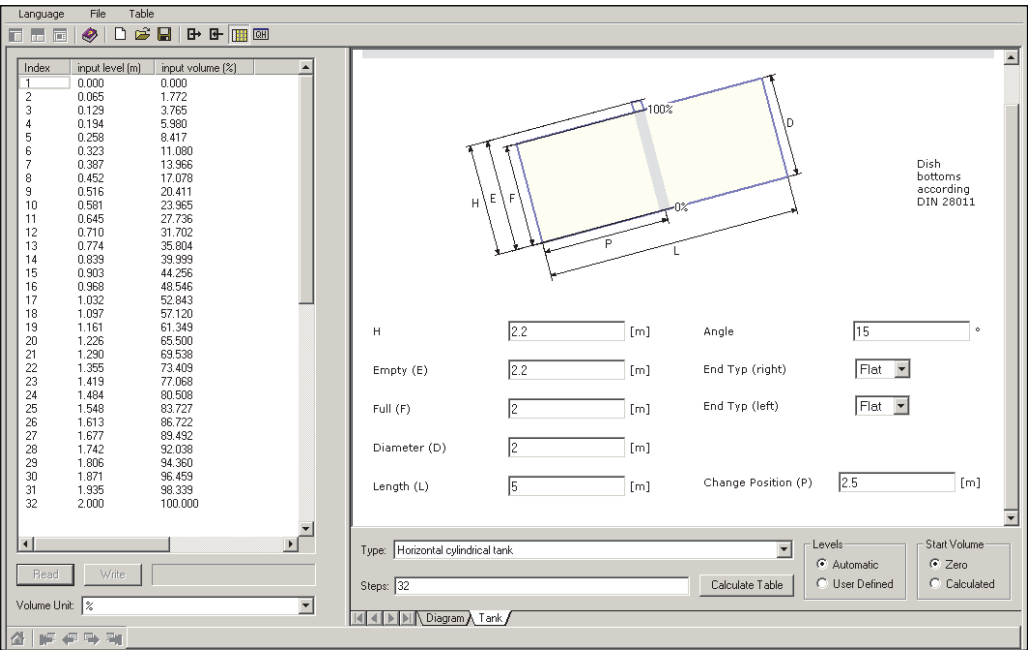 Language File Table
QH
Index input level (m) input volume (%)
1 0.000 0.000
2 0.065 1.772
3 0.129 3.765
4 0.194 5.980
5 0.258 8.417
6 0.323 11.080
7 0.387 13.966
8 0.452 17.078
9 0.516 20.411
10 0.581 23.965
11 0.645 27.736
12 0.710 31.702
13 0.774 35.804
14 0.839 39.999
15 0.903 44.256
16 0.968 48.546
17 1.032 52.843
18 1.097 57.120
19 1.161 61.349
20 1.226 65.500
21 1.290 69.538
22 1.355 73.409
23 1.419 77.068
24 1.484 80.508
25 1.548 83.727
26 1.613 86.722
27 1.677 89.492
28 1.742 92.038
29 1.806 94.360
30 1.871 96.459
31 1.935 98.339
32 2.000 100.000
Read Write
Volume Unit: %
100%
D
H E F
0%
P
L
Dish
bottoms
according
DIN 28011
H 2.2 [m] Angle 15 °
Empty (E) 2.2 [m] End Typ (right) Flat
Full (F) 2 [m] End Typ (left) Flat
Diameter (D) 2 [m]
Length (L) 5 [m] Change Position (P) 2.5 [m]
Type: Horizontal cylindrical tank
Steps: 32 Calculate Table
Levels
Automatic
User Defined
Start Volume
Zero
Calculated
Diagram Tank